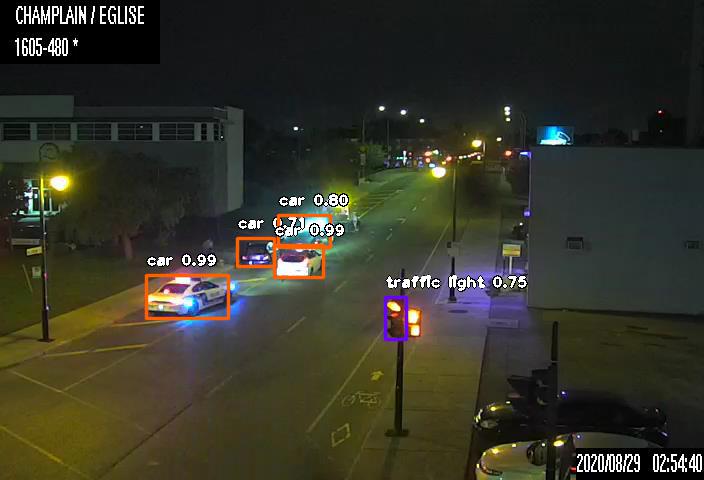 CHAMPLAIN / EGLISE
1605-480 *
car 0.80
car 0.71
car 0.99
car 0.99
traffic light 0.75
2020/08/29 02:54:40